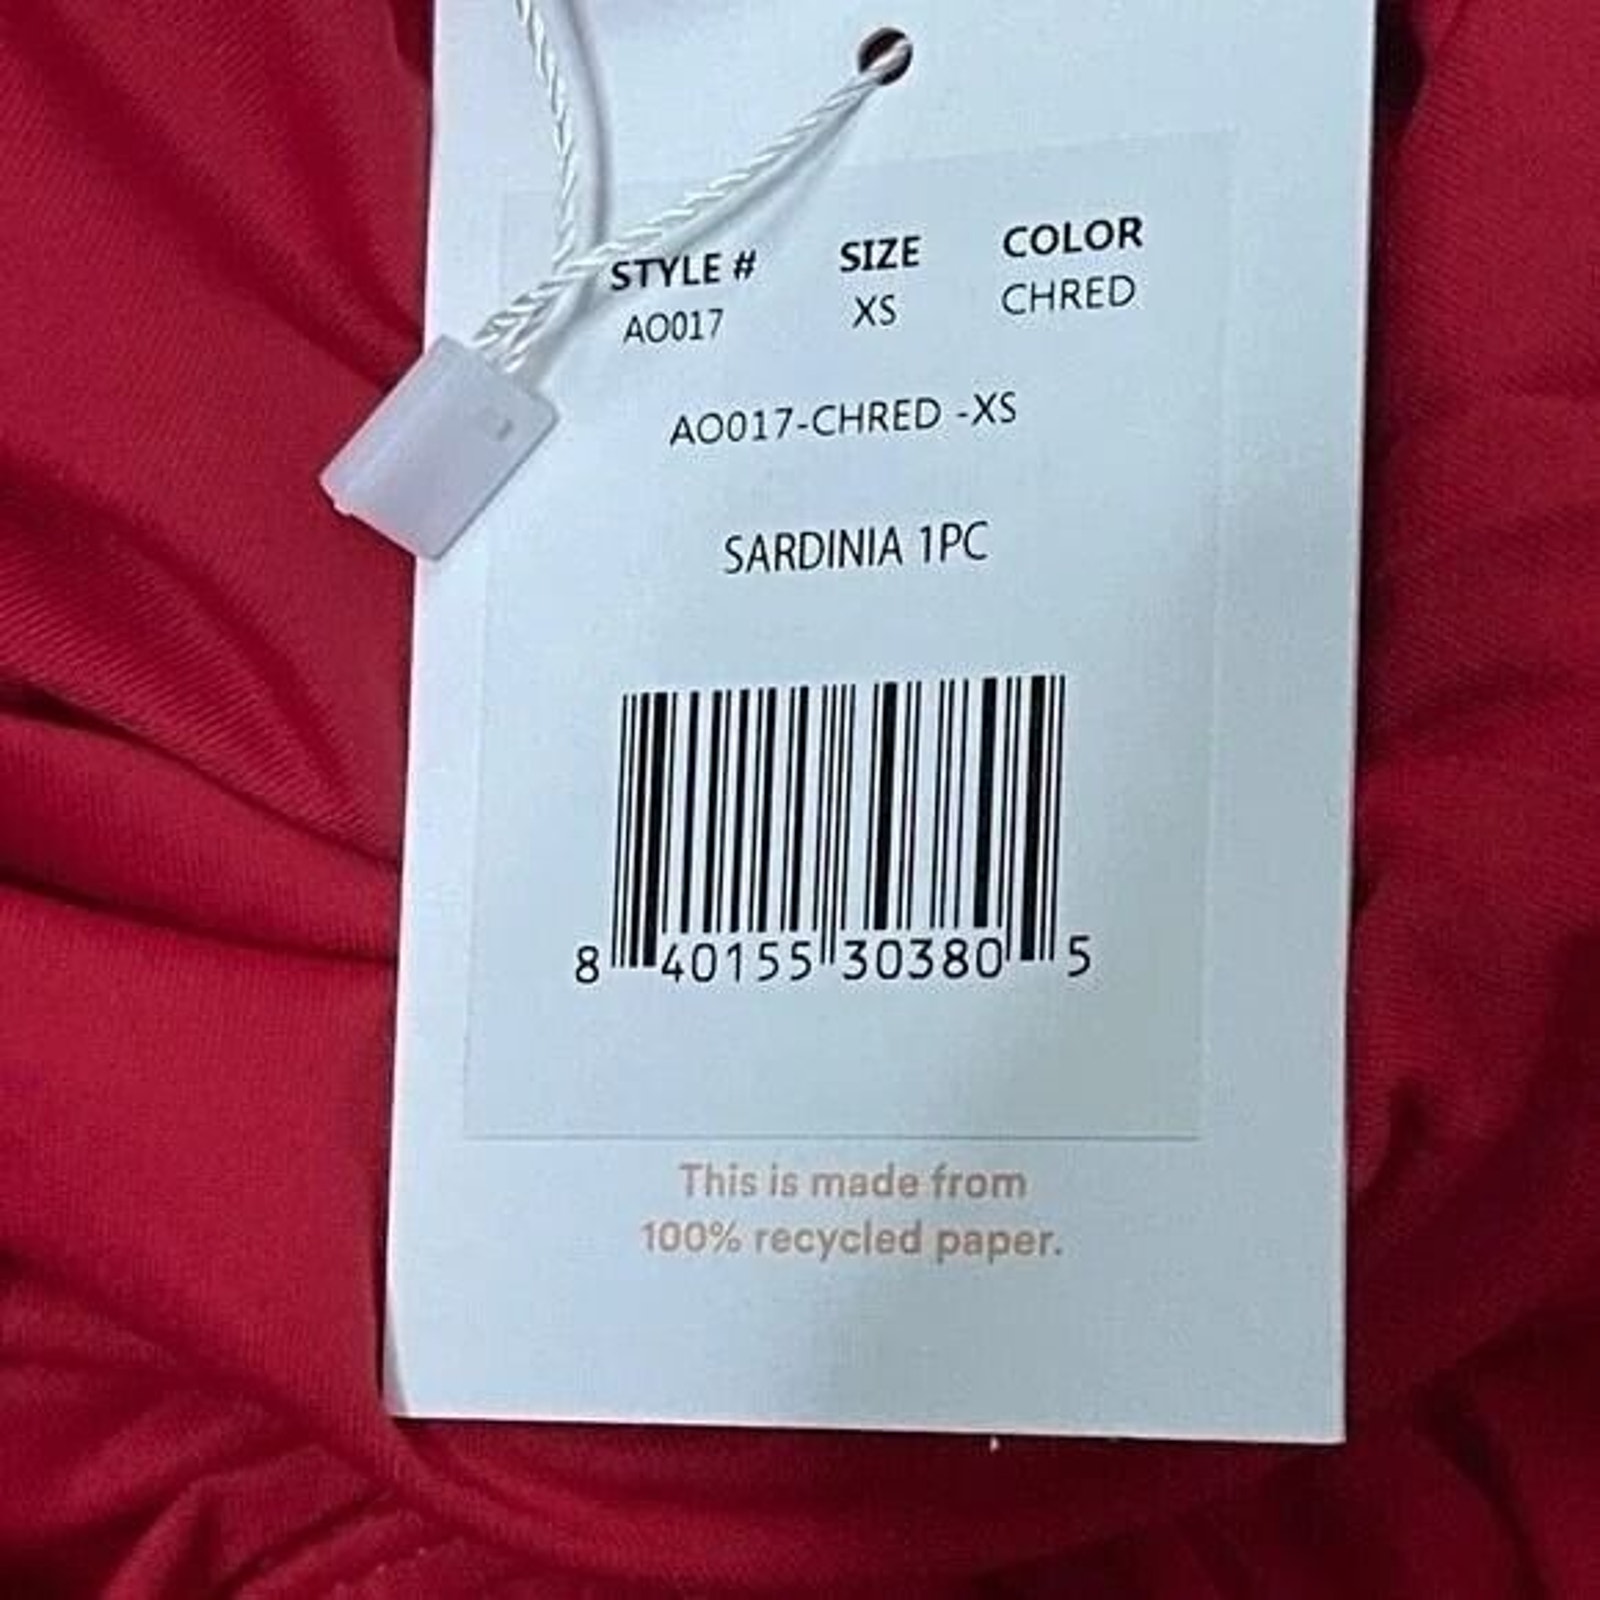 STYLE # SIZE COLOR
AO017 XS CHRED
AO017-CHRED -XS
SARDINIA 1PC
8 40155 30380 5
This is made from
100% recycled paper.